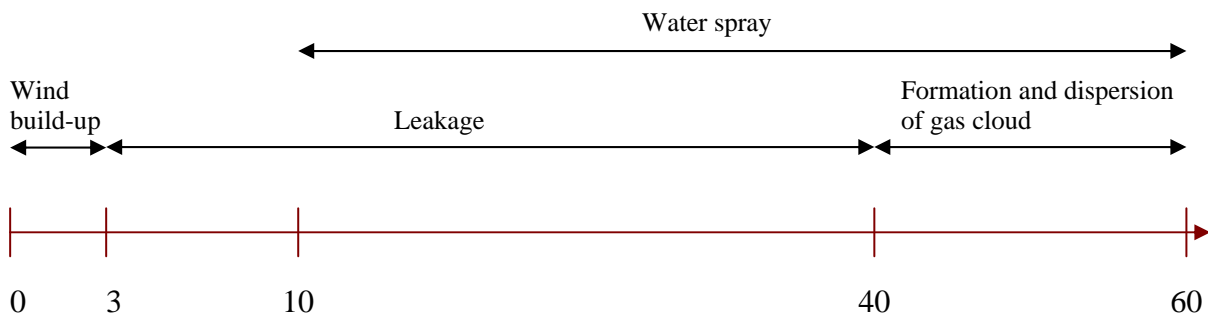 Water spray
Wind
build-up
Leakage
Formation and dispersion
of gas cloud
0 3 10 40 60